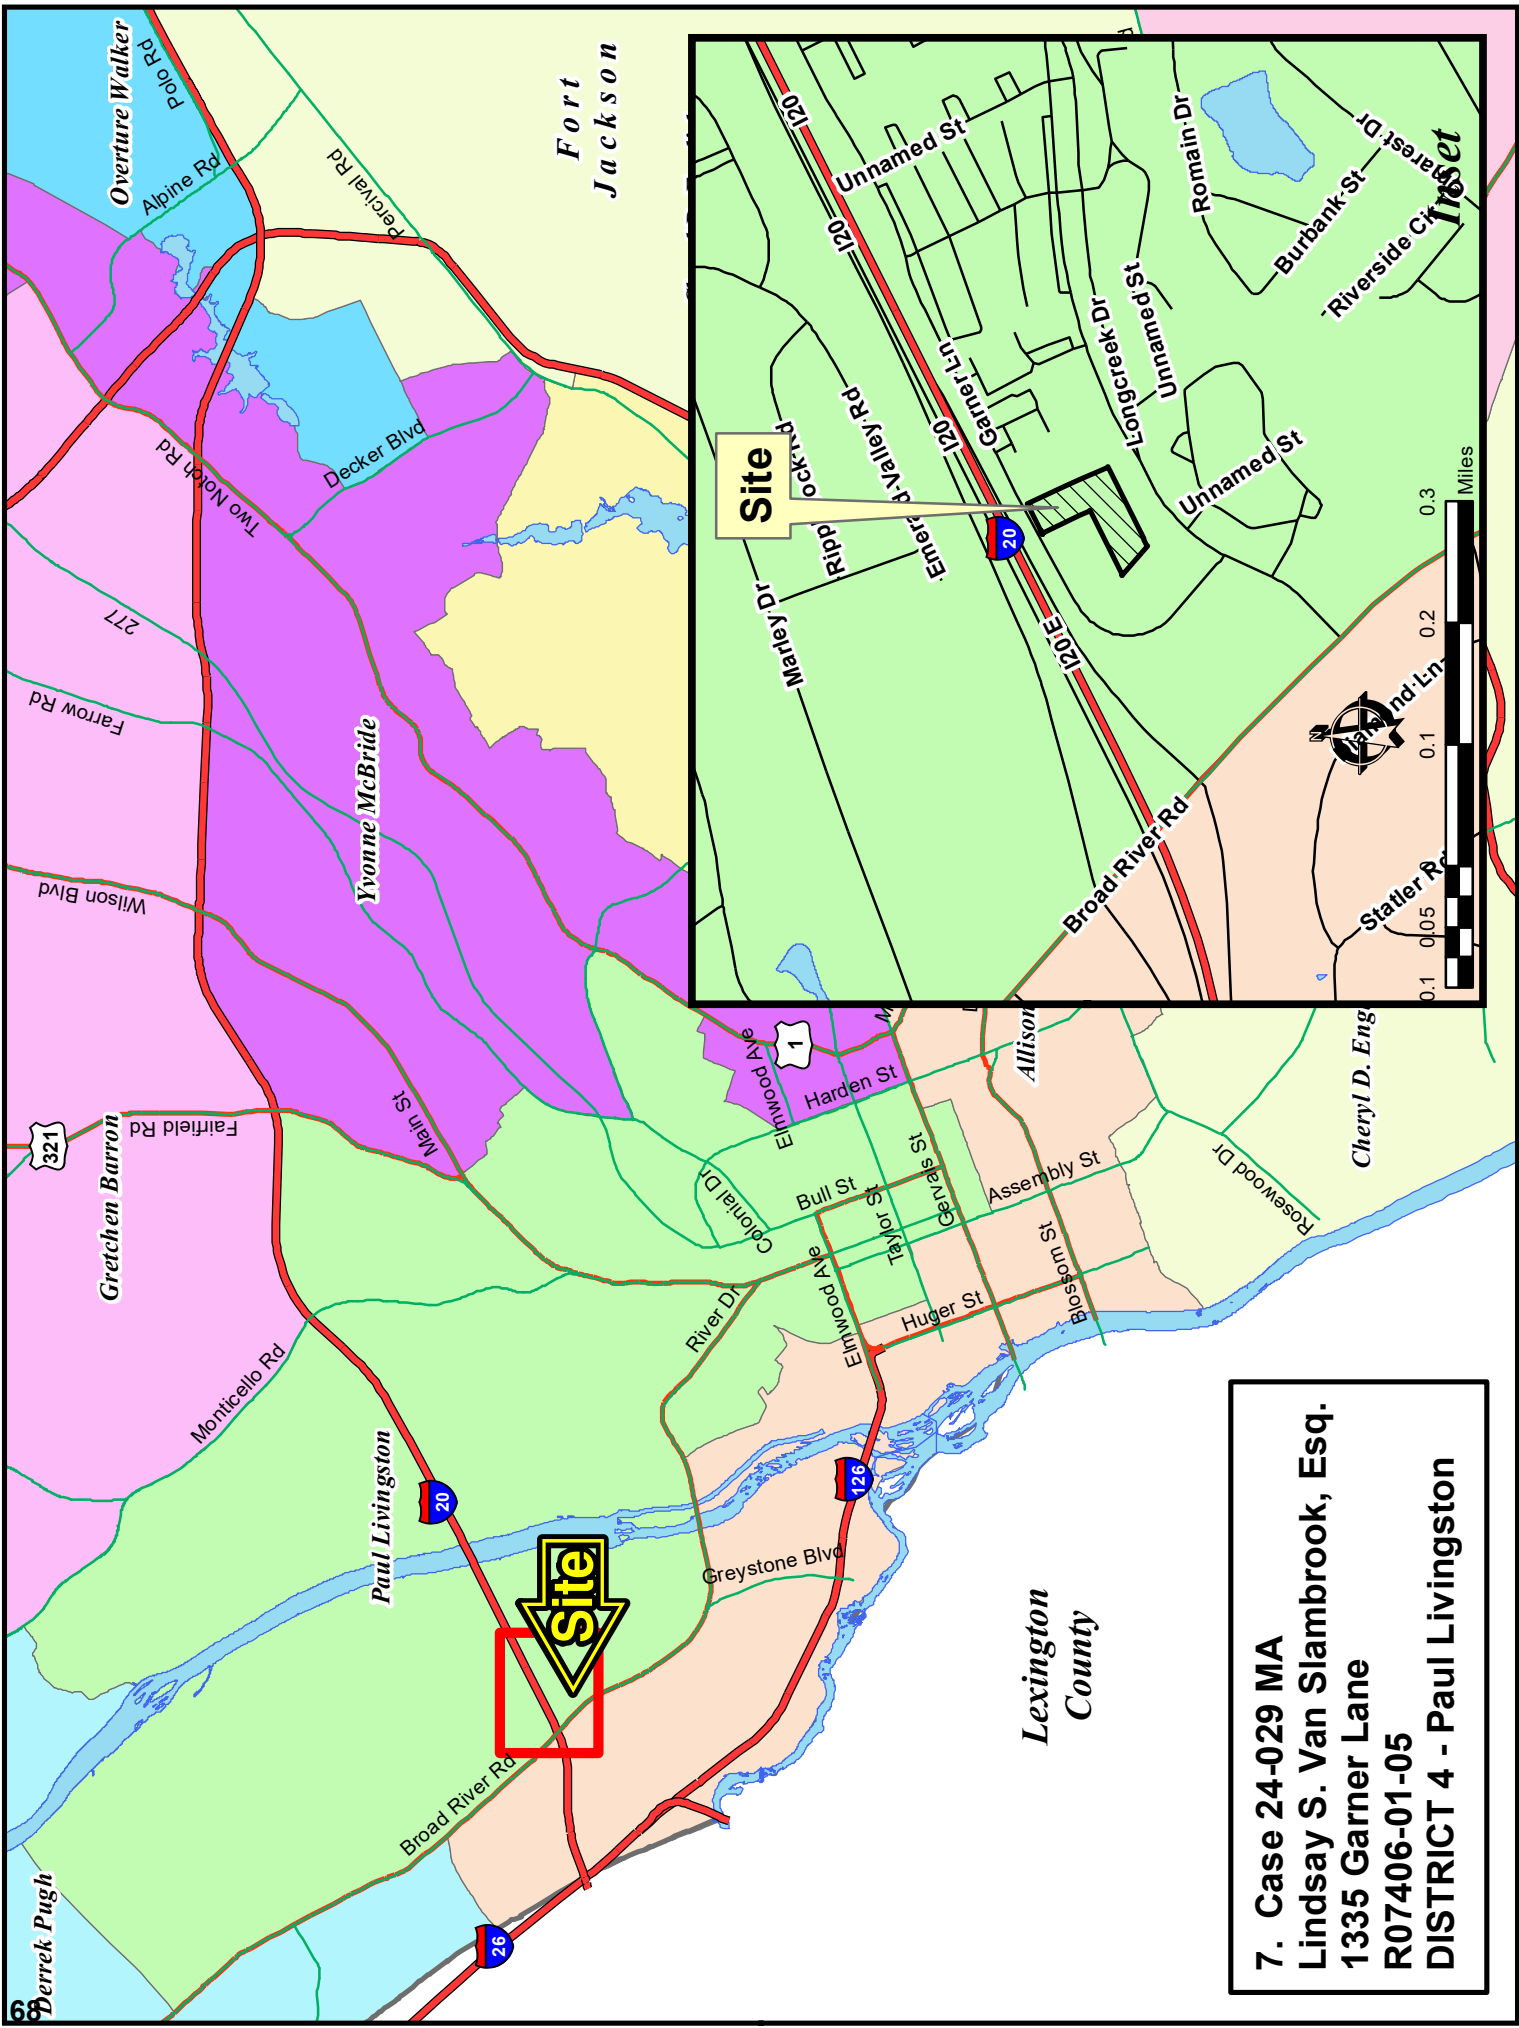 68
Derrek Pugh
Gretchen Barron
Overture Walker
Paul Livingston
Yvonne McBride
Fort
Jackson
Lexington
County
Allison
Cheryl D. Eng
Polo Rd
Alpine Rd
Percival Rd
Decker Blvd
Two Notch Rd
277
Farrow Rd
Wilson Blvd
321
Fairfield Rd
Main St
Monticello Rd
20
26
126
1
Broad River Rd
Greystone Blvd
River Dr
Colonial Dr
Elmwood Ave
Elmwood Ave
Harden St
Bull St
Taylor St
Gervais St
Assembly St
Huger St
Blossom St
Rosewood Dr
Site
Inset
Site
I20
I20
I20
I20 E
20
Unnamed St
Garner Ln
Longcreek Dr
Unnamed St
Unnamed St
Romain Dr
Burbank St
Riverside Cir
Marley Dr
Emerald Valley Rd
Broad River Rd
Statler Rd
N
0.1 0.05 0 0.1 0.2 0.3
Miles
7. Case 24-029 MA
Lindsay S. Van Slambrook, Esq.
1335 Garner Lane
R07406-01-05
DISTRICT 4 - Paul Livingston